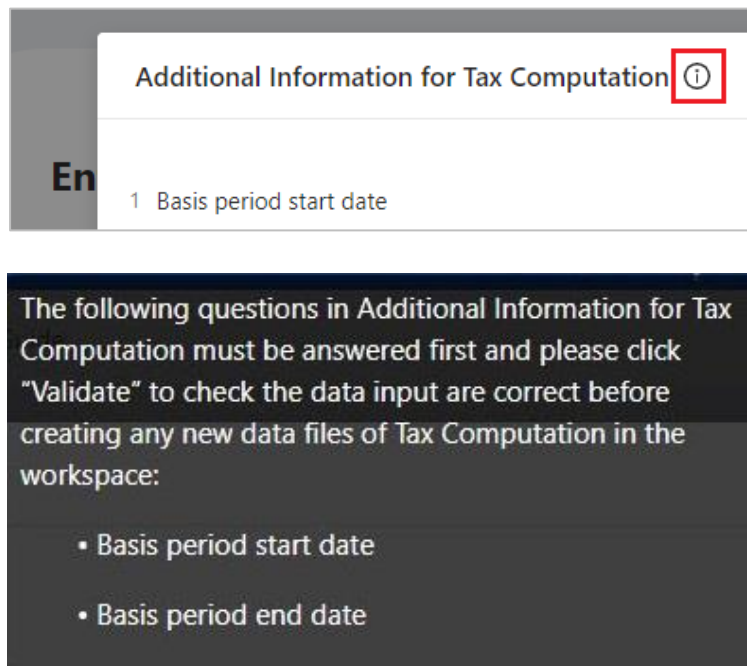 Additional Information for Tax Computation
En
1 Basis period start date
The following questions in Additional Information for Tax
Computation must be answered first and please click
“Validate” to check the data input are correct before
creating any new data files of Tax Computation in the
workspace:
• Basis period start date
• Basis period end date